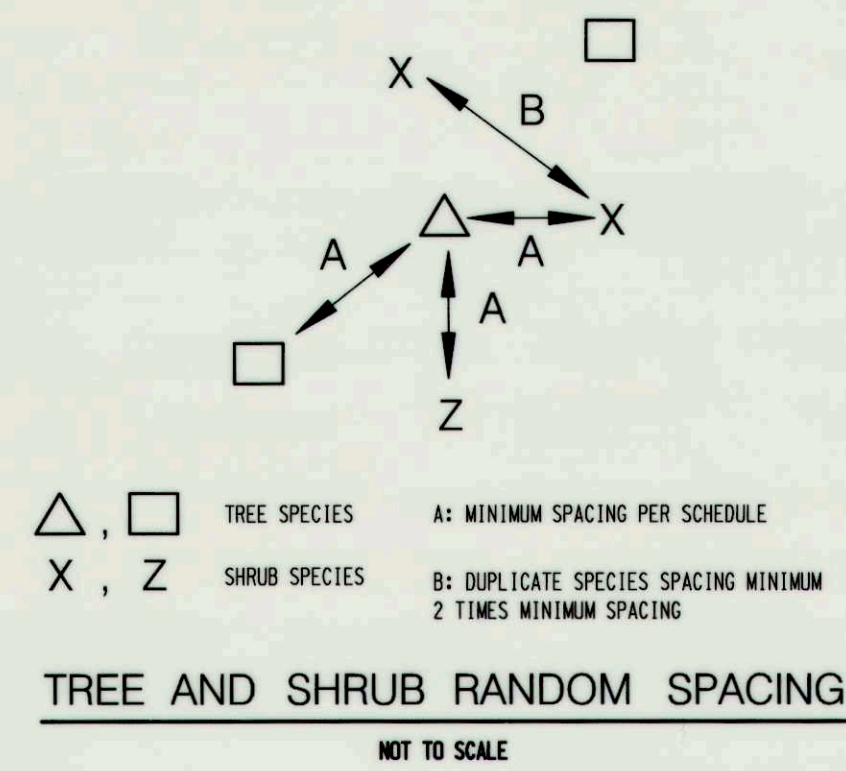 X
B
X
A
A
A
Z
, TREE SPECIES A: MINIMUM SPACING PER SCHEDULE
X , Z SHRUB SPECIES B: DUPLICATE SPECIES SPACING MINIMUM
2 TIMES MINIMUM SPACING
TREE AND SHRUB RANDOM SPACING
NOT TO SCALE